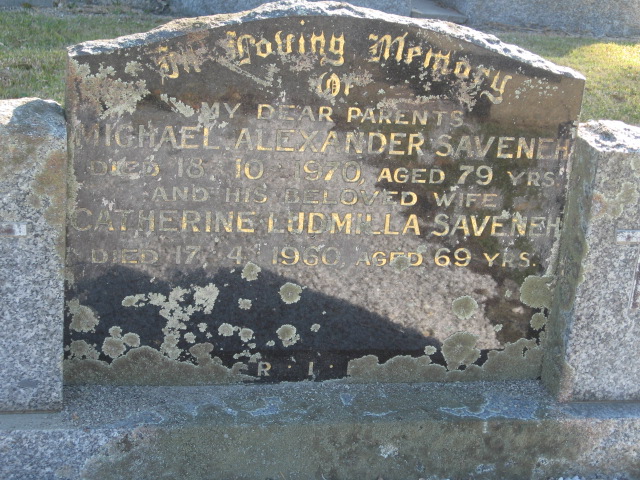 In Loving Memory
Of
MY DEAR PARENTS
MICHAEL ALEXANDER SAVENEH
DIED 18 · 10 · 1970, AGED 79 YRS.
AND HIS BELOVED WIFE
CATHERINE LUDMILLA SAVENEH
DIED 17 · 4 · 1960, AGED 69 YRS.
R · I ·